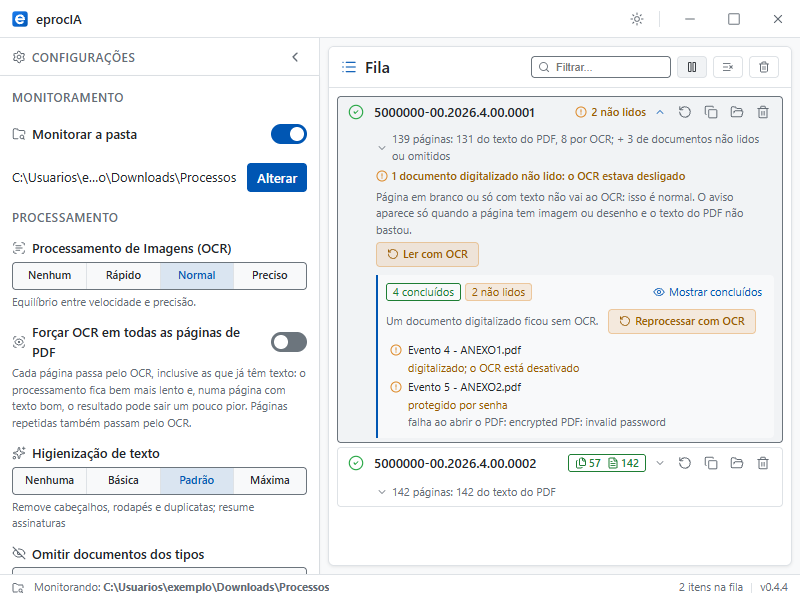 eprocIA
CONFIGURAÇÕES
MONITORAMENTO
Monitorar a pasta
C:\Usuarios\e...o\Downloads\Processos
Alterar
PROCESSAMENTO
Processamento de Imagens (OCR)
Nenhum Rápido Normal Preciso
Equilíbrio entre velocidade e precisão.
Forçar OCR em todas as páginas de
PDF
Cada página passa pelo OCR, inclusive as que já têm texto: o
processamento fica bem mais lento e, numa página com
texto bom, o resultado pode sair um pouco pior. Páginas
repetidas também passam pelo OCR.
Higienização de texto
Nenhuma Básica Padrão Máxima
Remove cabeçalhos, rodapés e duplicatas; resume
assinaturas
Omitir documentos dos tipos
Fila
Filtrar...
5000000-00.2026.4.00.0001
2 não lidos
139 páginas: 131 do texto do PDF, 8 por OCR; + 3 de documentos não lidos
ou omitidos
1 documento digitalizado não lido: o OCR estava desligado
Página em branco ou só com texto não vai ao OCR: isso é normal. O aviso
aparece só quando a página tem imagem ou desenho e o texto do PDF não
bastou.
Ler com OCR
4 concluídos 2 não lidos
Mostrar concluídos
Um documento digitalizado ficou sem OCR.
Reprocessar com OCR
Evento 4 - ANEXO1.pdf
digitalizado; o OCR está desativado
Evento 5 - ANEXO2.pdf
protegido por senha
falha ao abrir o PDF: encrypted PDF: invalid password
5000000-00.2026.4.00.0002
57 142
142 páginas: 142 do texto do PDF
Monitorando: C:\Usuarios\exemplo\Downloads\Processos
2 itens na fila
v0.4.4